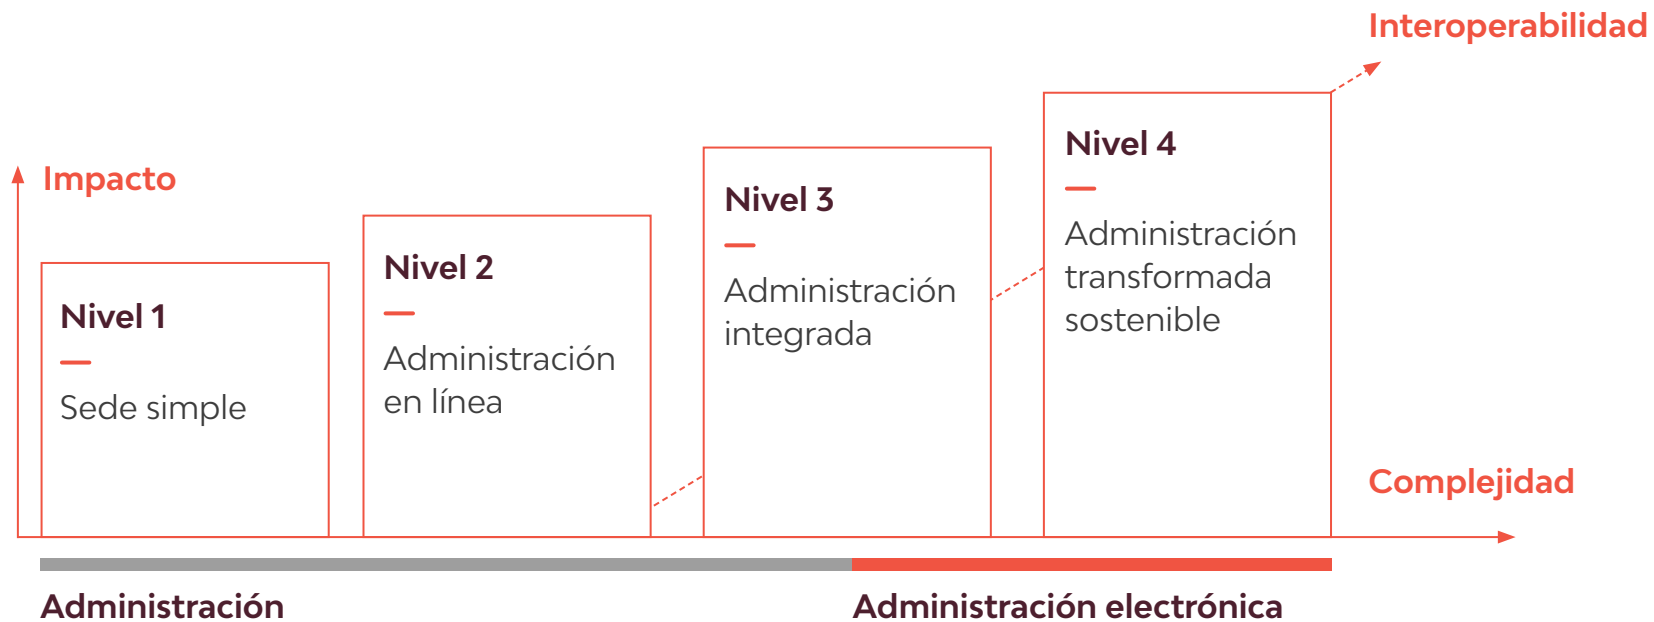 Interoperabilidad
Impacto
Nivel 1
Sede simple
Nivel 2
Administración
en línea
Nivel 3
Administración
integrada
Nivel 4
Administración
transformada
sostenible
Complejidad
Administración
Administración electrónica